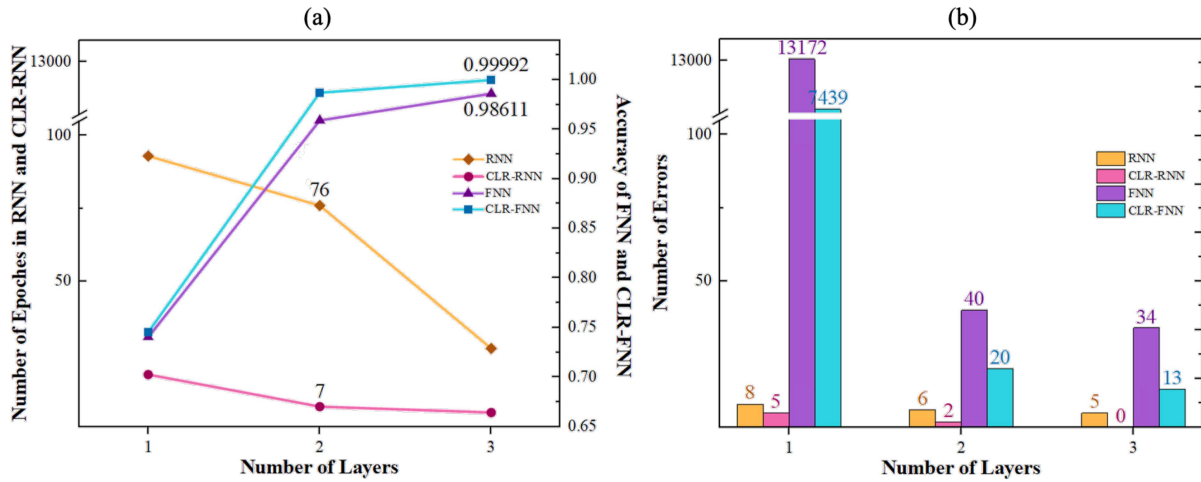 (a)
Number of Epoches in RNN and CLR-RNN
13000
100
50
0.99992
0.98611
76
7
RNN
CLR-RNN
FNN
CLR-FNN
1.00
0.95
0.90
0.85
0.80
0.75
0.70
0.65
Accuracy of FNN and CLR-FNN
1 2 3
Number of Layers
(b)
Number of Errors
13000
100
50
13172
7439
RNN
CLR-RNN
FNN
CLR-FNN
8 5
6 2 40 20
5 0 34 13
1 2 3
Number of Layers